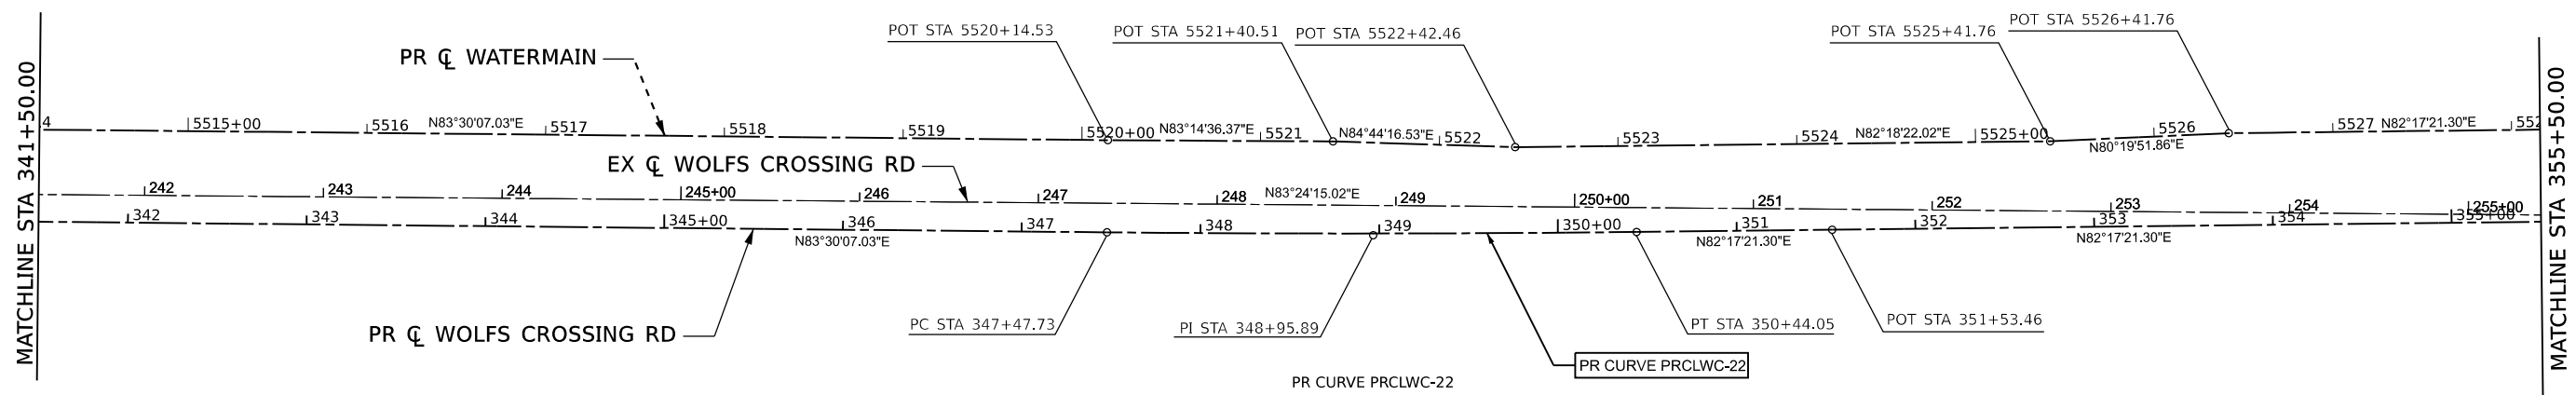 MATCHLINE STA 341+50.00
PR ℄ WATERMAIN
POT STA 5520+14.53
POT STA 5521+40.51
POT STA 5522+42.46
POT STA 5525+41.76
POT STA 5526+41.76
4
5515+00
5516
N83°30'07.03"E
5517
5518
5519
5520+00
N83°14'36.37"E
5521
N84°44'16.53"E
5522
5523
5524
N82°18'22.02"E
5525+00
N80°19'51.86"E
5526
5527
N82°17'21.30"E
552
EX ℄ WOLFS CROSSING RD
242
243
244
245+00
246
247
248
N83°24'15.02"E
249
250+00
251
252
253
254
255+00
342
343
344
345+00
N83°30'07.03"E
346
347
348
349
350+00
N82°17'21.30"E
351
352
N82°17'21.30"E
353
354
355+00
PR ℄ WOLFS CROSSING RD
PC STA 347+47.73
PI STA 348+95.89
PT STA 350+44.05
POT STA 351+53.46
PR CURVE PRCLWC-22
PR CURVE PRCLWC-22
MATCHLINE STA 355+50.00